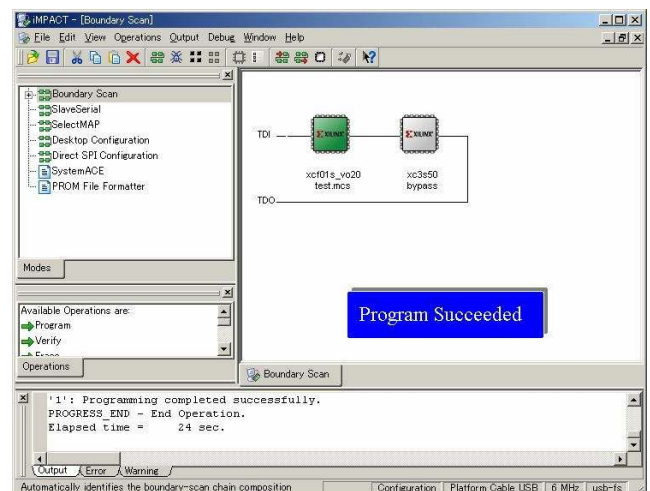 iMPACT - [Boundary Scan]
File Edit View Operations Output Debug Window Help
Boundary Scan
SlaveSerial
SelectMAP
Desktop Configuration
Direct SPI Configuration
SystemACE
PROM File Formatter
Modes
Available Operations are:
Program
Verify
Erase
Operations
TDI
XILINX
XILINX
xcf01s_vo20
test.mcs
xc3s50
bypass
TDO
Program Succeeded
Boundary Scan
'1': Programming completed successfully.
PROGRESS_END - End Operation.
Elapsed time = 24 sec.
Output Error Warning
Automatically identifies the boundary-scan chain composition Configuration Platform Cable USB 6 MHz usb-fs